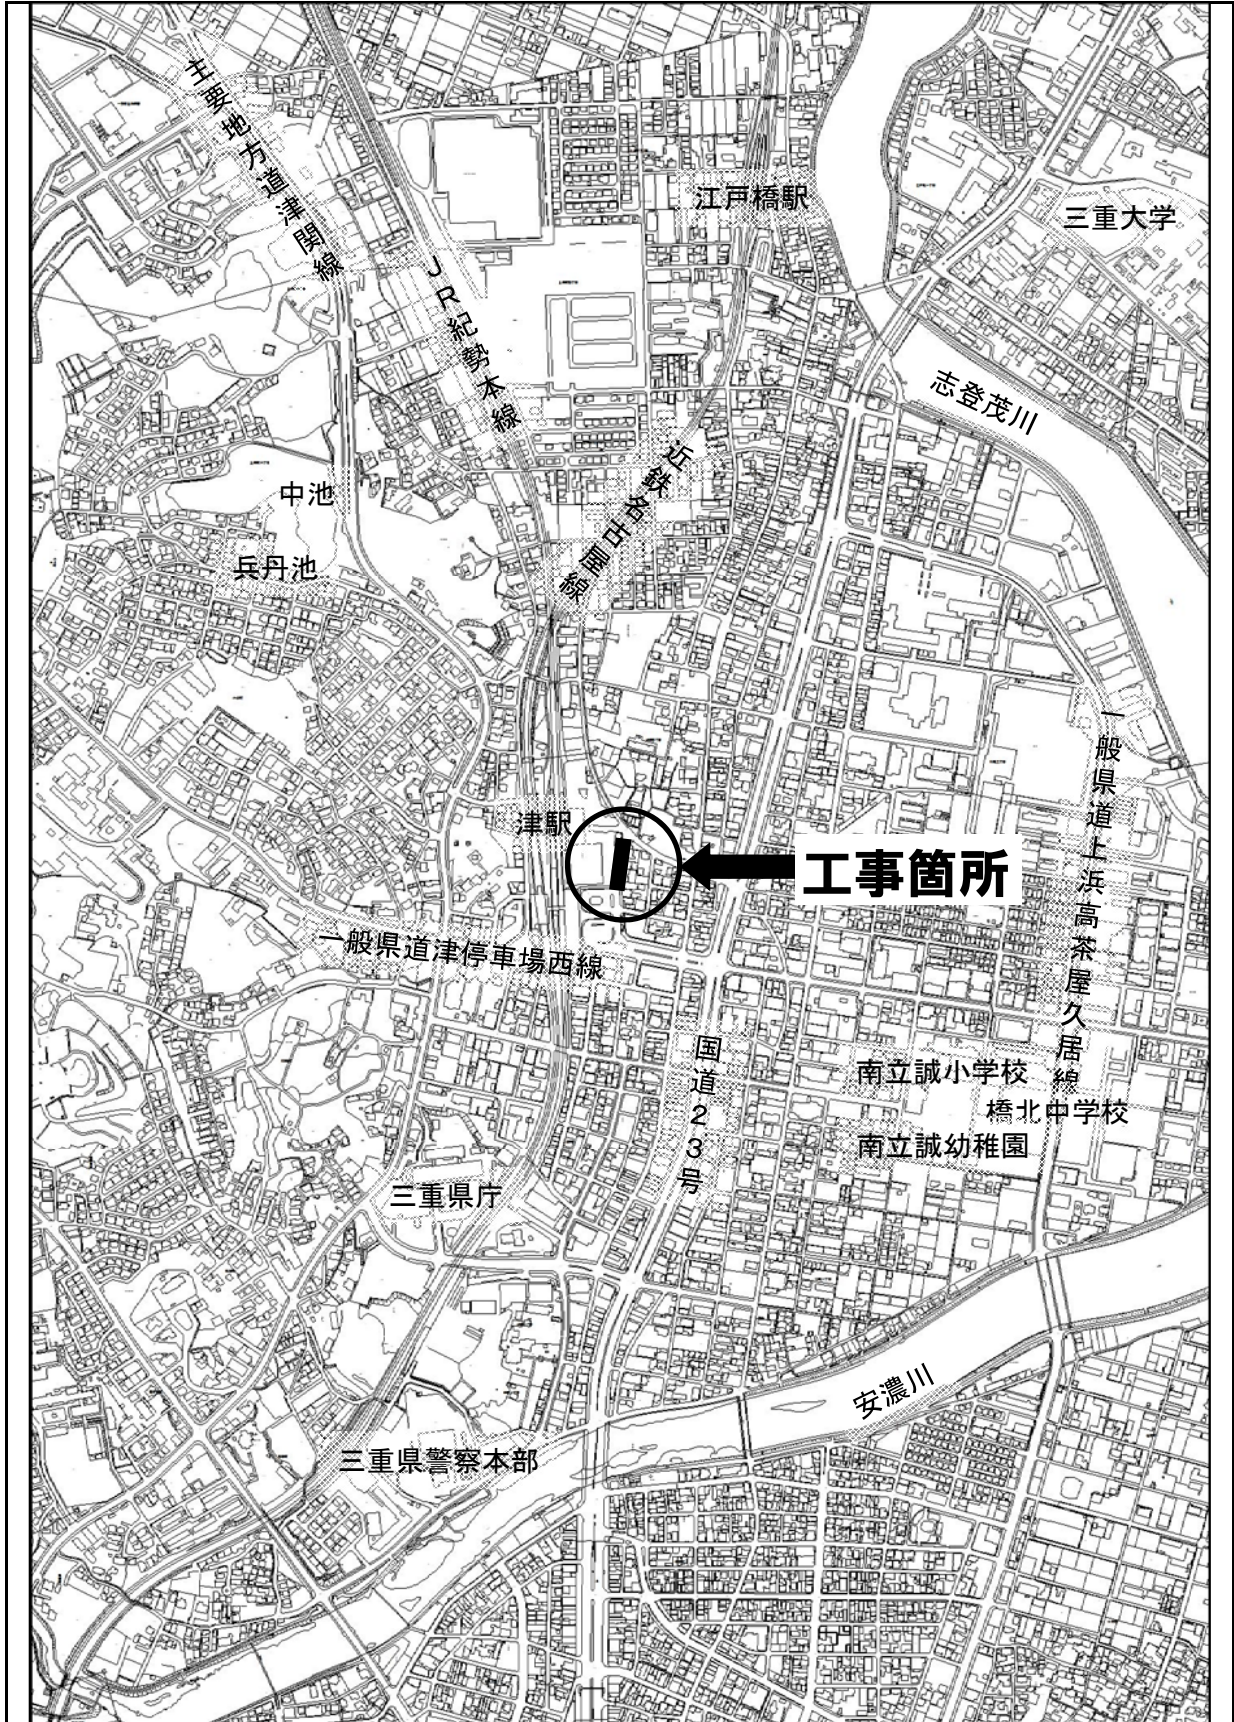 主要地方道津関線
江戸橋駅
三重大学
JR紀勢本線
志登茂川
近鉄名古屋線
中池
兵丹池
一般県道上浜高茶屋久居線
津駅
工事箇所
一般県道津停車場西線
国道23号
南立誠小学校
橋北中学校
南立誠幼稚園
三重県庁
安濃川
三重県警察本部